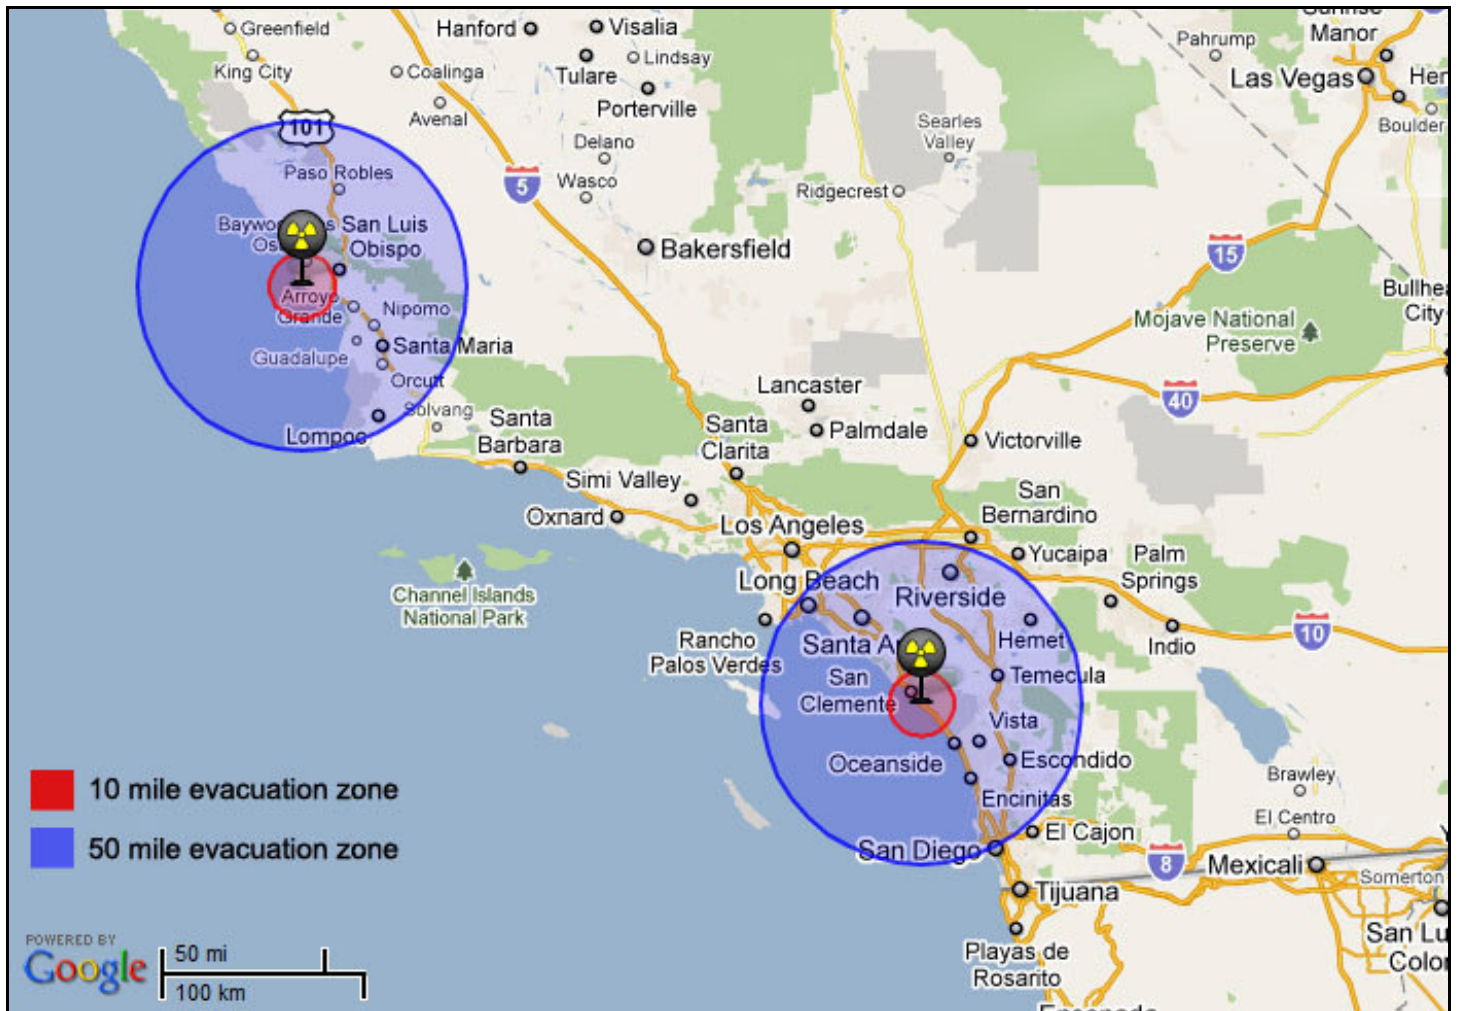 Greenfield
King City
Hanford
Visalia
Tulare
Lindsay
Coalinga
Porterville
Avenal
Delano
Wasco
5
101
Paso Robles
San Luis
Obispo
Arroyo
Grande
Nipomo
Guadalupe
Santa Maria
Orcutt
Solvang
Lompoc
Bakersfield
Searles
Valley
Ridgecrest
Pahrump
Sunrise
Manor
Las Vegas
Boulder
15
Mojave National
Preserve
City
40
Lancaster
Palmdale
Victorville
Santa
Barbara
Santa
Clarita
Simi Valley
Oxnard
Los Angeles
San
Bernardino
Yucaipa
Palm
Springs
Channel Islands
National Park
Long Beach
Riverside
Rancho
Palos Verdes
Hemet
Indio
10
San
Clemente
Temecula
Vista
Oceanside
Escondido
Encinitas
San Diego
El Cajon
Brawley
El Centro
8
Mexicali
Somerton
Tijuana
Playas de
Rosarito
10 mile evacuation zone
50 mile evacuation zone
POWERED BY
Google
50 mi
100 km